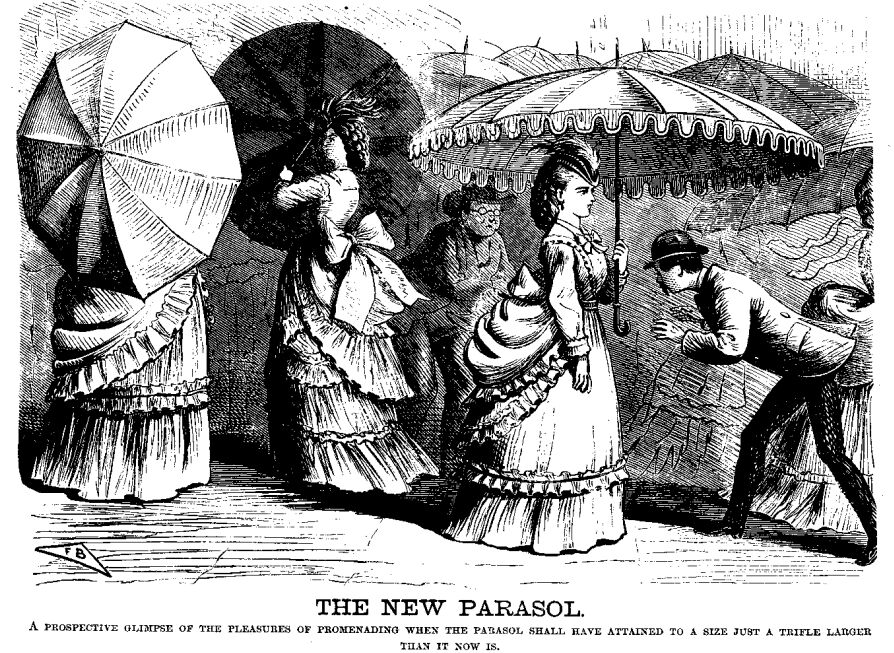 FB
THE NEW PARASOL.
A PROSPECTIVE GLIMPSE OF THE PLEASURES OF PROMENADING WHEN THE PARASOL SHALL HAVE ATTAINED TO A SIZE JUST A TRIFLE LARGER
THAN IT NOW IS.